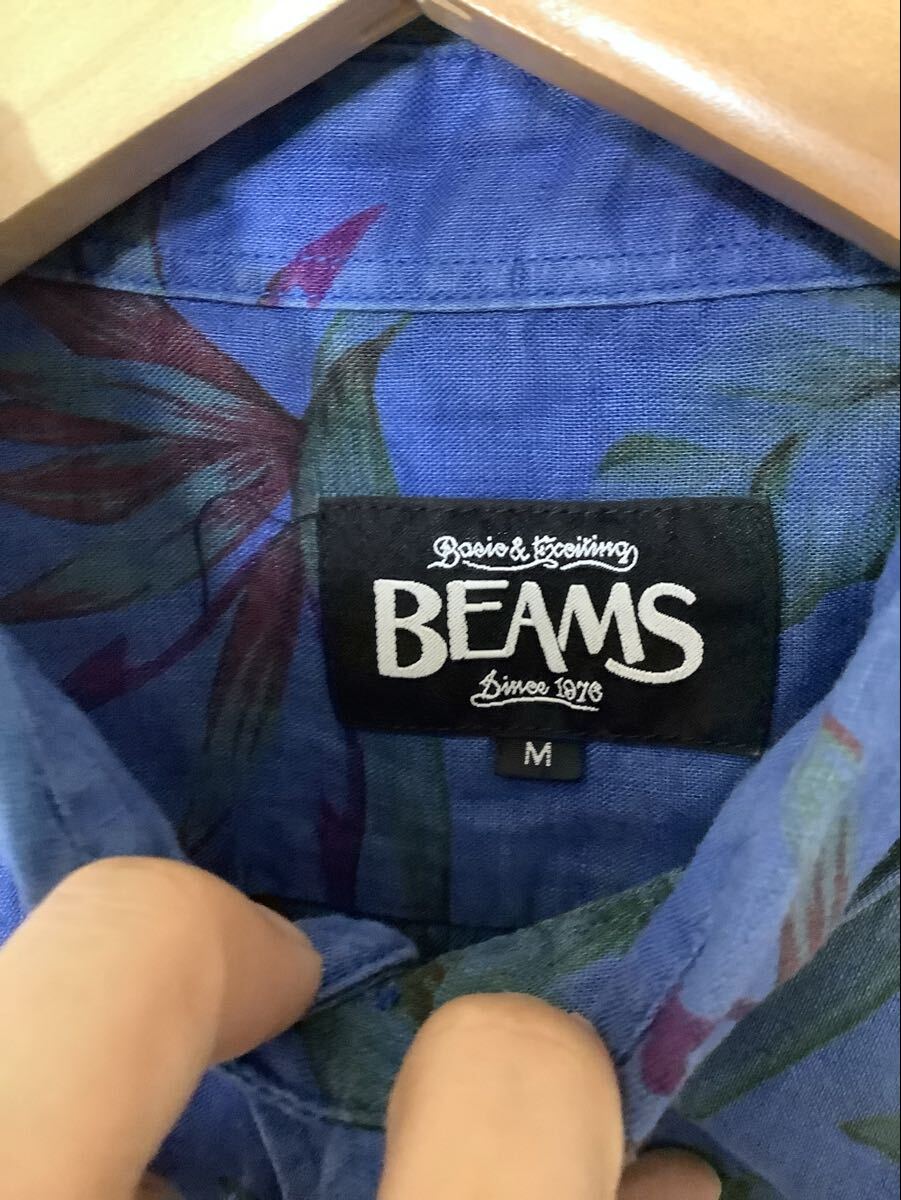 Basic & Exciting
BEAMS
Since 1976
M